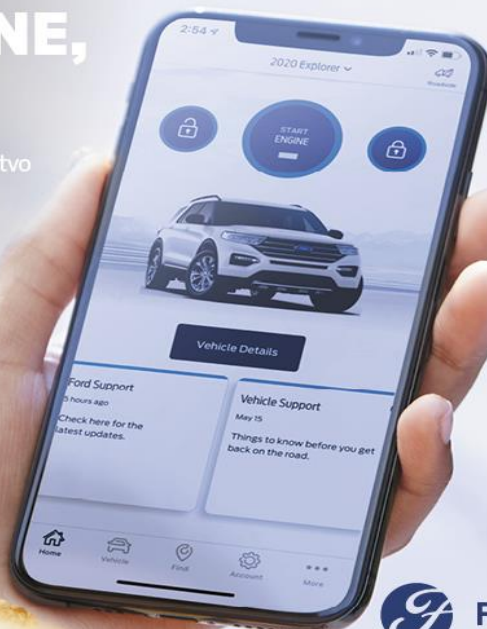 NE,
tvo
2:54
2020 Explorer
Roadside
START
ENGINE
Vehicle Details
Ford Support
5 hours ago
Check here for the
latest updates.
Vehicle Support
May 15
Things to know before you get
back on the road.
Home
Vehicle
Find
Account
More
F